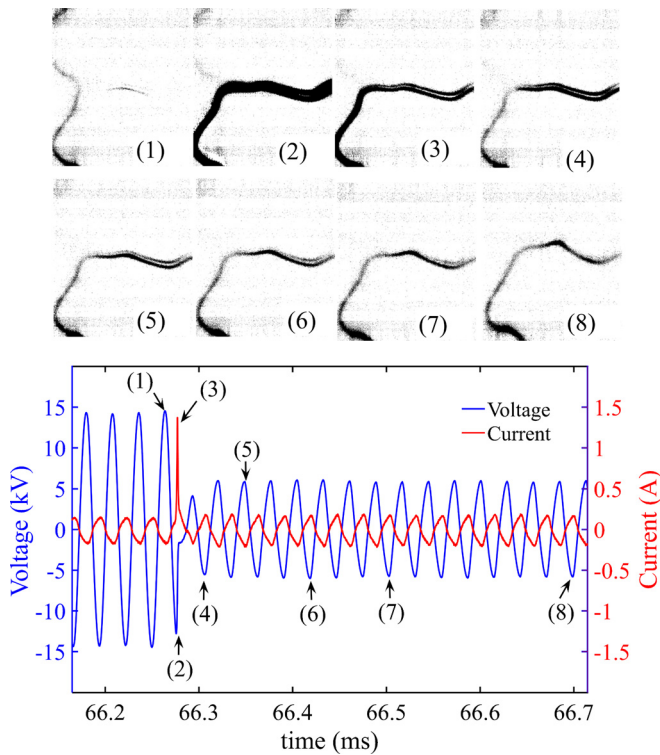 (1) (2) (3) (4)
(5) (6) (7) (8)
Voltage (kV)
15
10
5
0
-5
-10
-15
(1) (3)
(5)
(4) (6) (7) (8)
(2)
Voltage
Current
1.5
1
0.5
0
-0.5
-1
-1.5
Current (A)
66.2 66.3 66.4 66.5 66.6 66.7
time (ms)